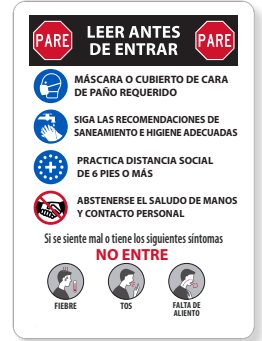 PARE
LEER ANTES
DE ENTRAR
PARE
MÁSCARA O CUBIERTO DE CARA
DE PAÑO REQUERIDO
SIGA LAS RECOMENDACIONES DE
SANEAMIENTO E HIGIENE ADECUADAS
PRACTICA DISTANCIA SOCIAL
DE 6 PIES O MÁS
ABSTENERSE EL SALUDO DE MANOS
Y CONTACTO PERSONAL
Si se siente mal o tiene los siguientes síntomas
NO ENTRE
FIEBRE
TOS
FALTA DE
ALIENTO